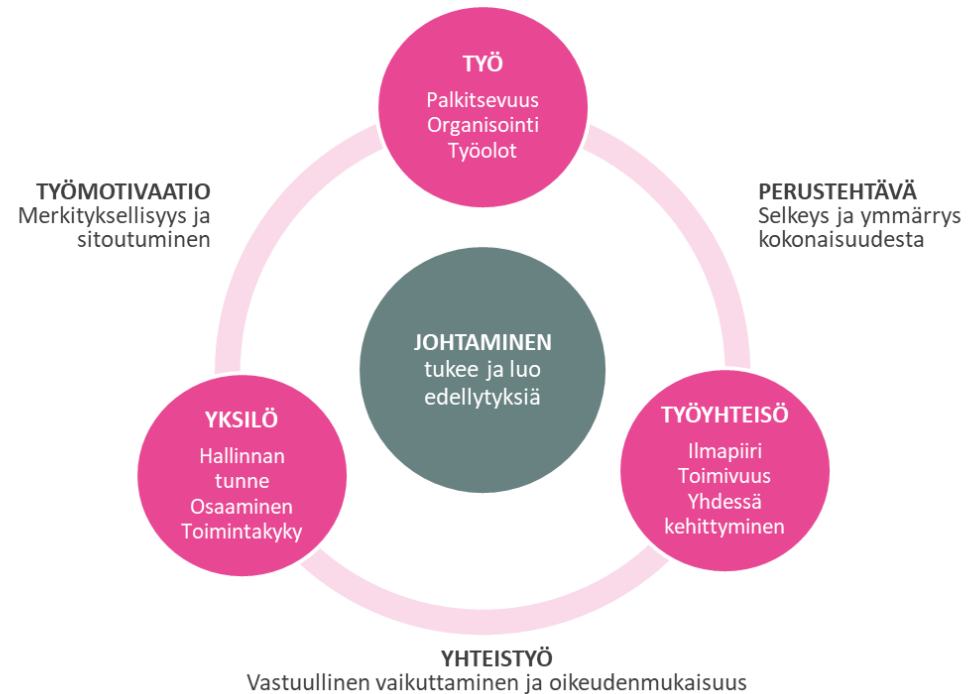 TYÖ
Palkitsevuus
Organisointi
Työolot
TYÖMOTIVAATIO
Merkityksellisyys ja
sitoutuminen
PERUSTEHTÄVÄ
Selkeys ja ymmärrys
kokonaisuudesta
JOHTAMINEN
tukee ja luo
edellytyksiä
YKSILÖ
Hallinnan
tunne
Osaaminen
Toimintakyky
TYÖYHTEISÖ
Ilmapiiri
Toimivuus
Yhdessä
kehittyminen
YHTEISTYÖ
Vastuullinen vaikuttaminen ja oikeudenmukaisuus